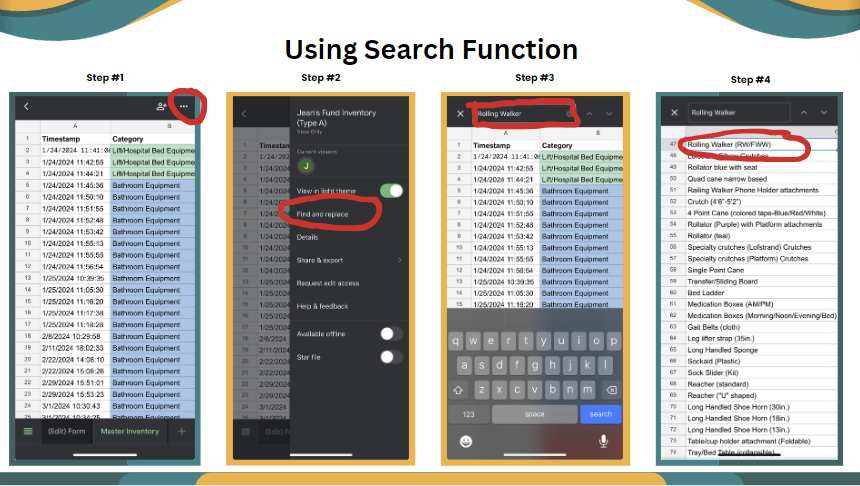 Using Search Function
Step #1
A B
1 Timestamp Category
2 1/24/2024 11:41:0 Lift/Hospital Bed Equipme
3 1/24/2024 11:42:55 Lift/Hospital Bed Equipme
4 1/24/2024 11:44:21 Lift/Hospital Bed Equipme
5 1/24/2024 11:45:36 Bathroom Equipment
6 1/24/2024 11:50:10 Bathroom Equipment
7 1/24/2024 11:51:55 Bathroom Equipment
8 1/24/2024 11:52:48 Bathroom Equipment
9 1/24/2024 11:53:42 Bathroom Equipment
10 1/24/2024 11:55:13 Bathroom Equipment
11 1/24/2024 11:55:55 Bathroom Equipment
12 1/24/2024 11:56:54 Bathroom Equipment
13 1/25/2024 10:39:35 Bathroom Equipment
14 1/25/2024 11:05:30 Bathroom Equipment
15 1/25/2024 11:16:20 Bathroom Equipment
16 1/25/2024 11:17:38 Bathroom Equipment
17 1/25/2024 11:18:28 Bathroom Equipment
18 2/8/2024 10:29:58 Bathroom Equipment
19 2/11/2024 18:02:33 Bathroom Equipment
20 2/22/2024 14:08:10 Bathroom Equipment
21 2/22/2024 15:08:28 Bathroom Equipment
22 2/29/2024 15:51:01 Bathroom Equipment
23 2/29/2024 15:53:23 Bathroom Equipment
24 3/1/2024 10:30:43 Bathroom Equipment
25 3/1/2024 10:34:25 Bathroom Equipment
(Edit) Form Master Inventory
Step #2
Jean's Fund Inventory
(Type A)
View Only
Current viewers
J
View in light theme
Find and replace
Details
Share & export
Request edit access
Help & feedback
Available offline
Star file
Step #3
Rolling Walker
A B
1 Timestamp Category
2 1/24/2024 11:41:0 Lift/Hospital Bed Equipme
3 1/24/2024 11:42:55 Lift/Hospital Bed Equipme
4 1/24/2024 11:44:21 Lift/Hospital Bed Equipme
5 1/24/2024 11:45:36 Bathroom Equipment
6 1/24/2024 11:50:10 Bathroom Equipment
7 1/24/2024 11:51:55 Bathroom Equipment
8 1/24/2024 11:52:48 Bathroom Equipment
9 1/24/2024 11:53:42 Bathroom Equipment
10 1/24/2024 11:55:13 Bathroom Equipment
11 1/24/2024 11:55:55 Bathroom Equipment
12 1/24/2024 11:56:54 Bathroom Equipment
13 1/25/2024 10:39:35 Bathroom Equipment
14 1/25/2024 11:05:30 Bathroom Equipment
15 1/25/2024 11:16:20 Bathroom Equipment
q w e r t y u i o p
a s d f g h j k l
z x c v b n m
123 space search
Step #4
Rolling Walker
47 Rolling Walker (RW/FWW)
48 Crutches
49 Rollator blue with seat
50 Quad cane narrow based
51 Railing Walker Phone Holder attachments
52 Crutch (4'6"-5'2")
53 4 Point Cane (colored tape-Blue/Red/White)
54 Rollator (Purple) with Platform attachments
55 Rollator (teal)
56 Specialty crutches (Lofstrand) Crutches
57 Specialty crutches (Platform) Crutches
58 Single Point Cane
59 Transfer/Sliding Board
60 Bed Ladder
61 Medication Boxes (AM/PM)
62 Medication Boxes (Morning/Noon/Evening/Bed)
63 Gait Belts (cloth)
64 Leg lifter strap (35in.)
65 Long Handled Sponge
66 Sockaid (Plastic)
67 Sock Slider (Kit)
68 Reacher (standard)
69 Reacher ("U" shaped)
70 Long Handled Shoe Horn (30in.)
71 Long Handled Shoe Horn (18in.)
72 Long Handled Shoe Horn (13in.)
73 Table/cup holder attachment (Foldable)
74 Tray/Bed Table (collapsible)